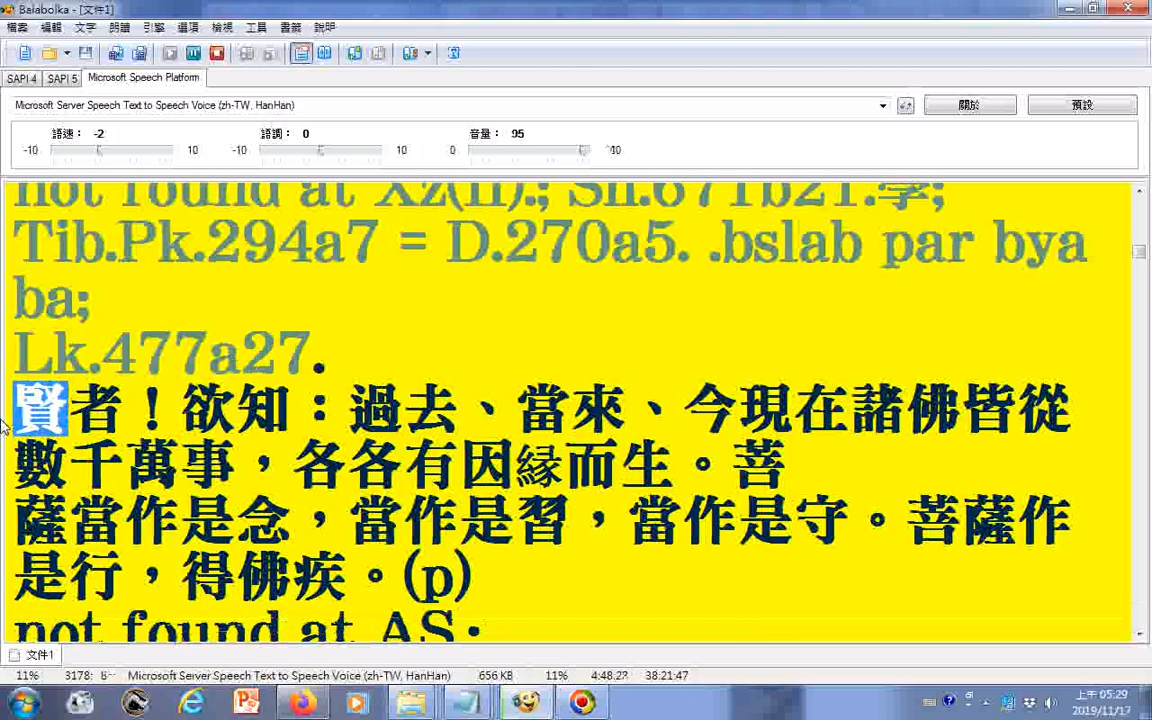 Balabolka - [文件1]
檔案 編輯 文字 朗讀 引擎 選項 檢視 工具 書籤 說明
SAPI 4 SAPI 5 Microsoft Speech Platform
Microsoft Server Speech Text to Speech Voice (zh-TW, HanHan) 關於 預設
語速： -2 語調： 0 音量： 95
-10 10 -10 10 0
not found at Xz(II).; Sh.671b21.學;
Tib.Pk.294a7 = D.270a5. .bslab par bya
ba;
Lk.477a27.
賢者！欲知：過去、當來、今現在諸佛皆從
數千萬事，各各有因緣而生。菩
薩當作是念，當作是習，當作是守。菩薩作
是行，得佛疾。(p)
not found at AS;
文件1
11% 3178: Microsoft Server Speech Text to Speech Voice (zh-TW, HanHan) 656 KB 11% 38:21:47
上午 05:29
2019/11/17